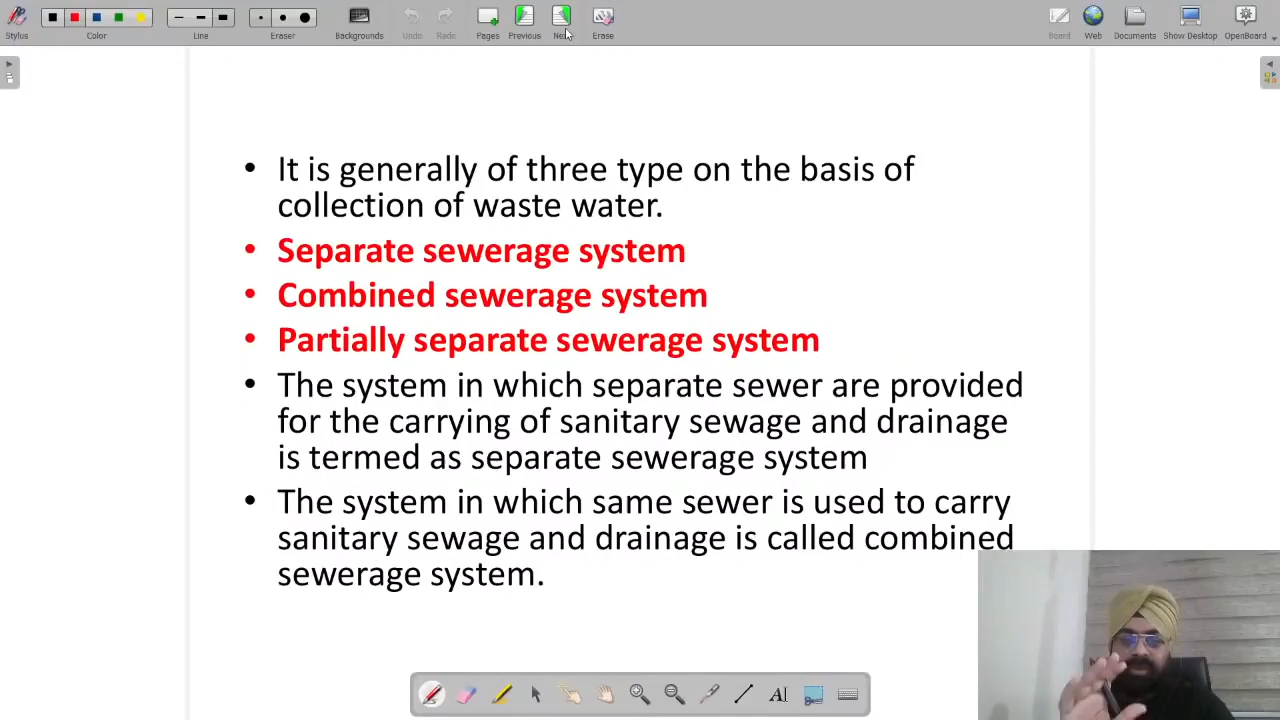 Stylus
Color
Line
Eraser
Backgrounds
Undo
Redo
Pages
Previous
Erase
Board
Web
Documents
Show Desktop
OpenBoard
• It is generally of three type on the basis of
collection of waste water.
• Separate sewerage system
• Combined sewerage system
• Partially separate sewerage system
• The system in which separate sewer are provided
for the carrying of sanitary sewage and drainage
is termed as separate sewerage system
• The system in which same sewer is used to carry
sanitary sewage and drainage is called combined
sewerage system.
AI